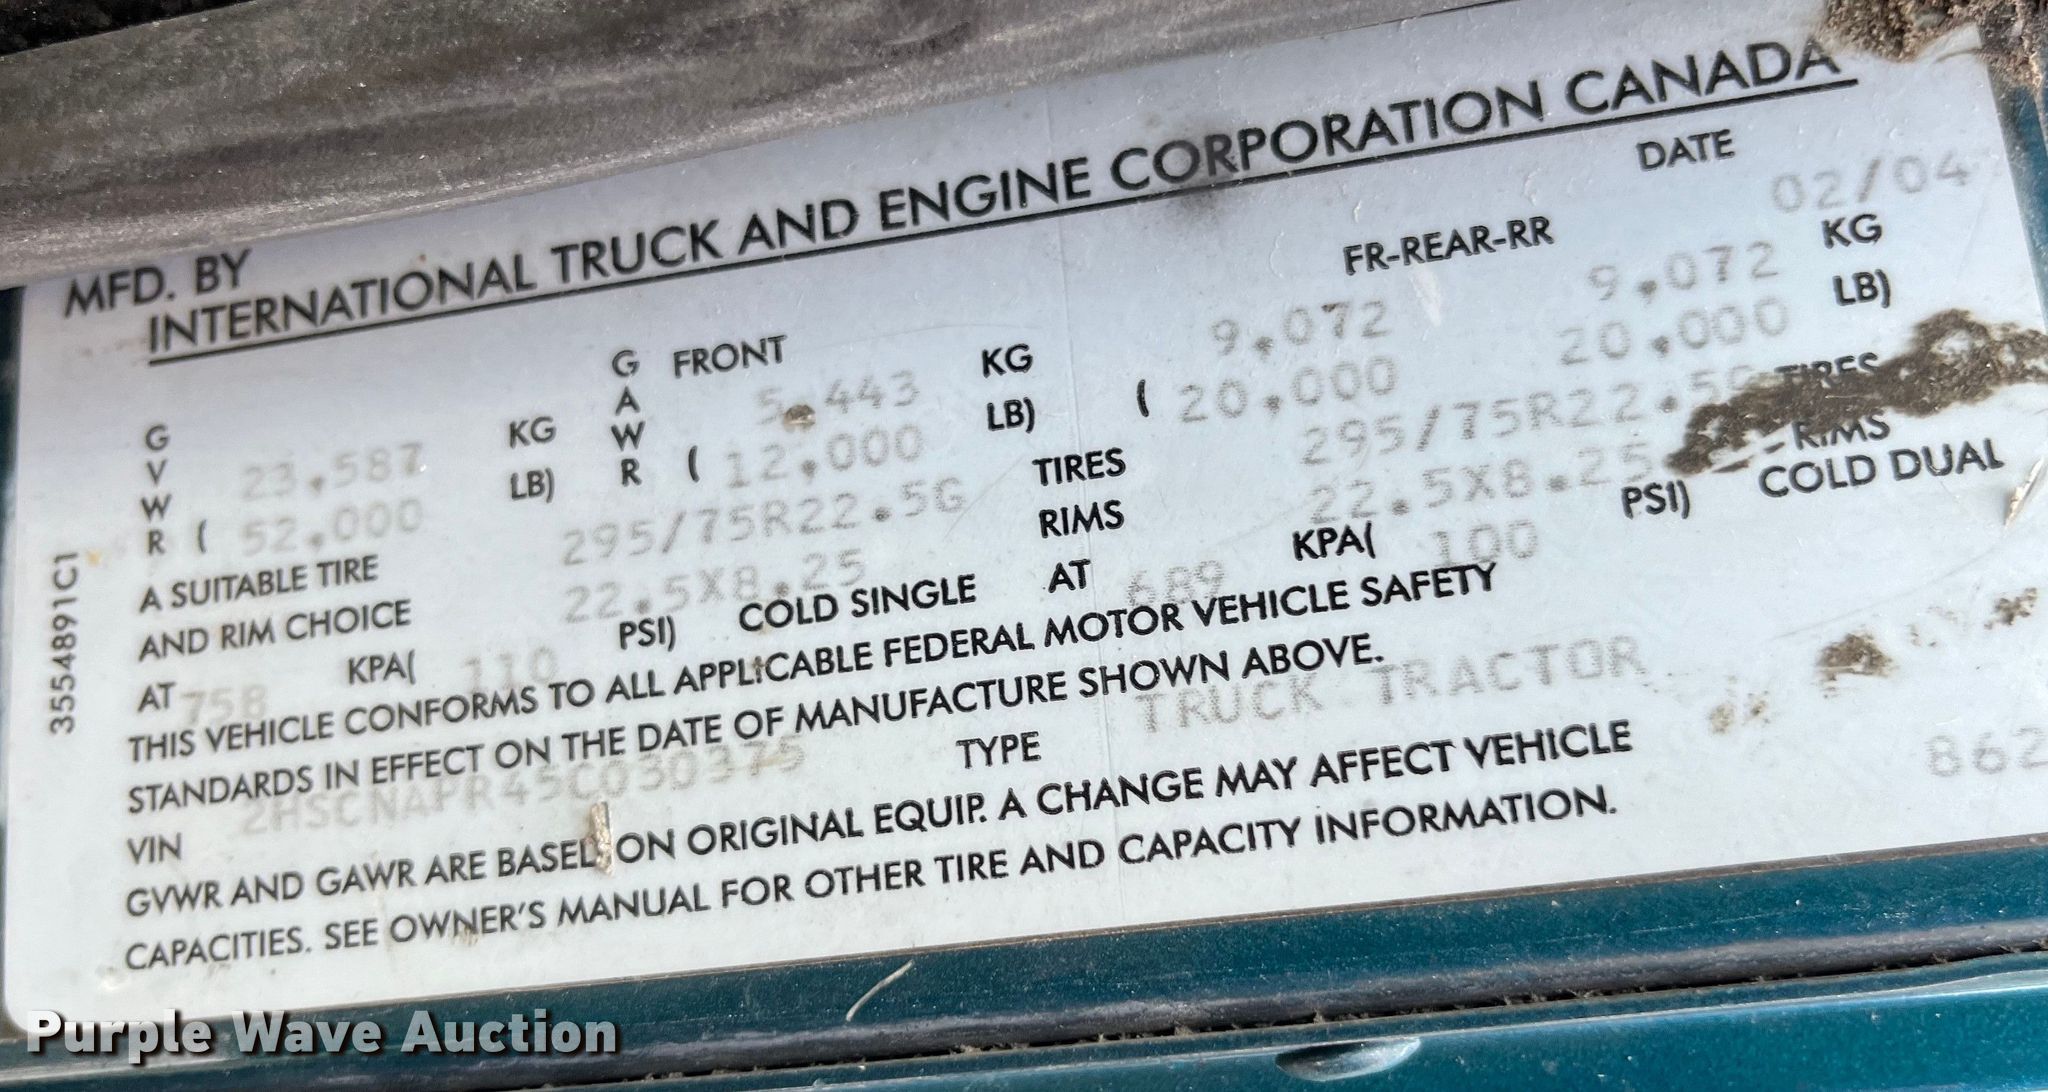 MFD. BY
INTERNATIONAL TRUCK AND ENGINE CORPORATION CANADA
DATE
02/04
G FRONT FR-REAR-RR
G A 5.443 KG 9.072 9.072 KG
V 23.587 KG W
W R ( 12.000 LB) ( 20.000 20.000 LB)
R ( 52.000 LB)
A SUITABLE TIRE 295/75R22.5G TIRES 295/75R22.5G TIRES
AND RIM CHOICE 22.5X8.25 RIMS 22.5X8.25 RIMS
AT 758 KPA( 110 PSI) COLD SINGLE AT 689 KPA( 100 PSI) COLD DUAL
THIS VEHICLE CONFORMS TO ALL APPLICABLE FEDERAL MOTOR VEHICLE SAFETY
STANDARDS IN EFFECT ON THE DATE OF MANUFACTURE SHOWN ABOVE.
VIN 2HSCNAPR45C030375 TYPE TRUCK TRACTOR
GVWR AND GAWR ARE BASED ON ORIGINAL EQUIP. A CHANGE MAY AFFECT VEHICLE
CAPACITIES. SEE OWNER'S MANUAL FOR OTHER TIRE AND CAPACITY INFORMATION.
862
3554891C1
Purple Wave Auction